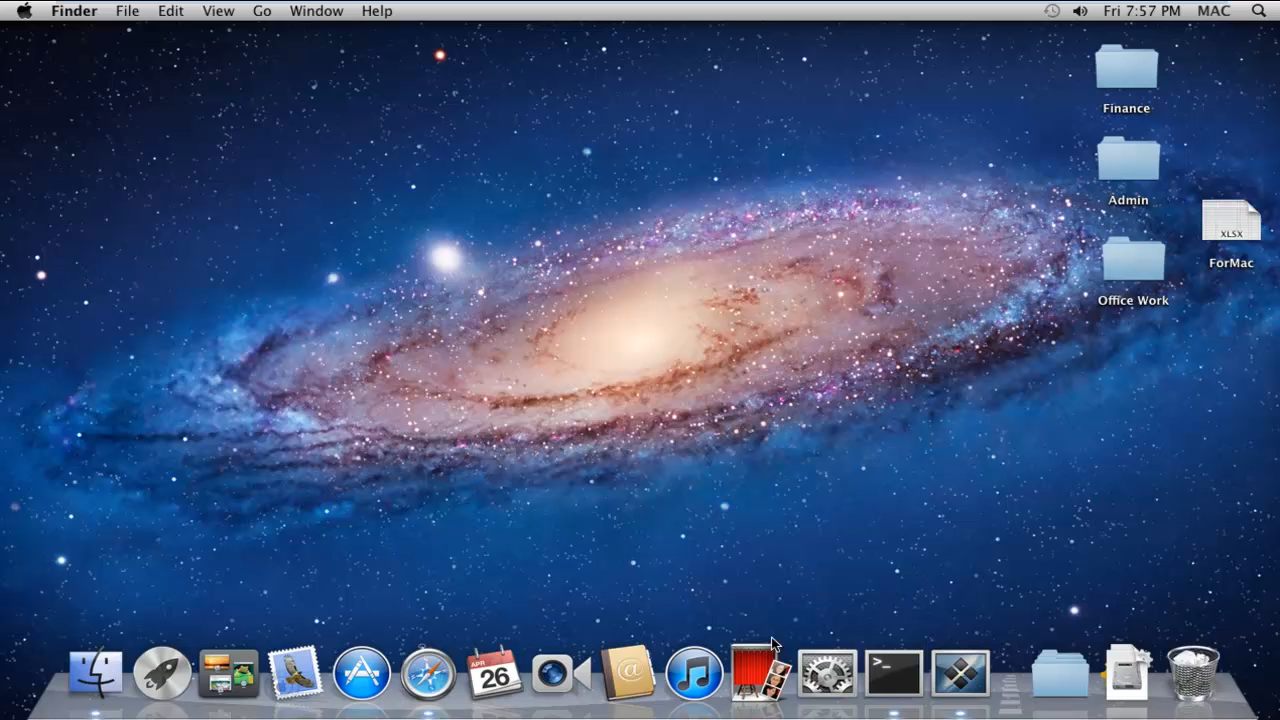 Finder File Edit View Go Window Help Fri 7:57 PM MAC
Finance
Admin
XLSX
ForMac
Office Work
APR
26
@
>_